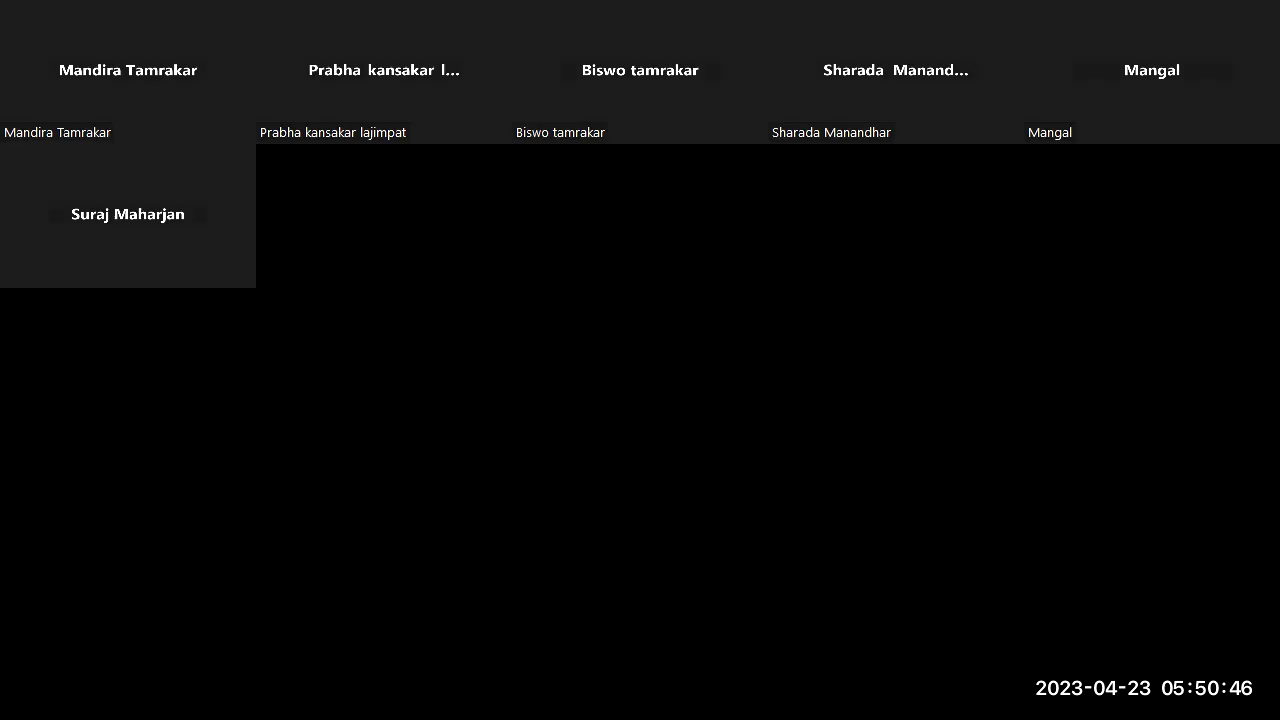 Mandira Tamrakar
Prabha kansakar l...
Biswo tamrakar
Sharada Manand...
Mangal
Mandira Tamrakar
Prabha kansakar lajimpat
Biswo tamrakar
Sharada Manandhar
Mangal
Suraj Maharjan
2023-04-23 05:50:46